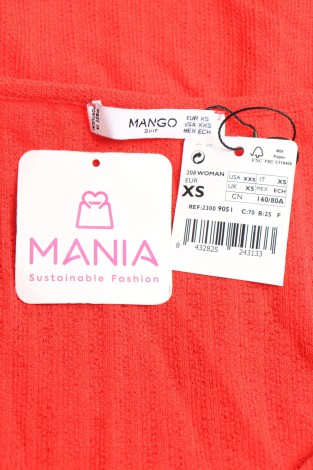 MANGO
SUIT
EUR XS
USA XXS
MEX ECH
MANIA
Sustainable Fashion
FSC
MIX
Paper
208 WOMAN
EUR
XS
USA XXS IT XS
UK XS MEX ECH
CN 160/80A
REF:2300 9051 C:70 B:25 F
8 432825 243133